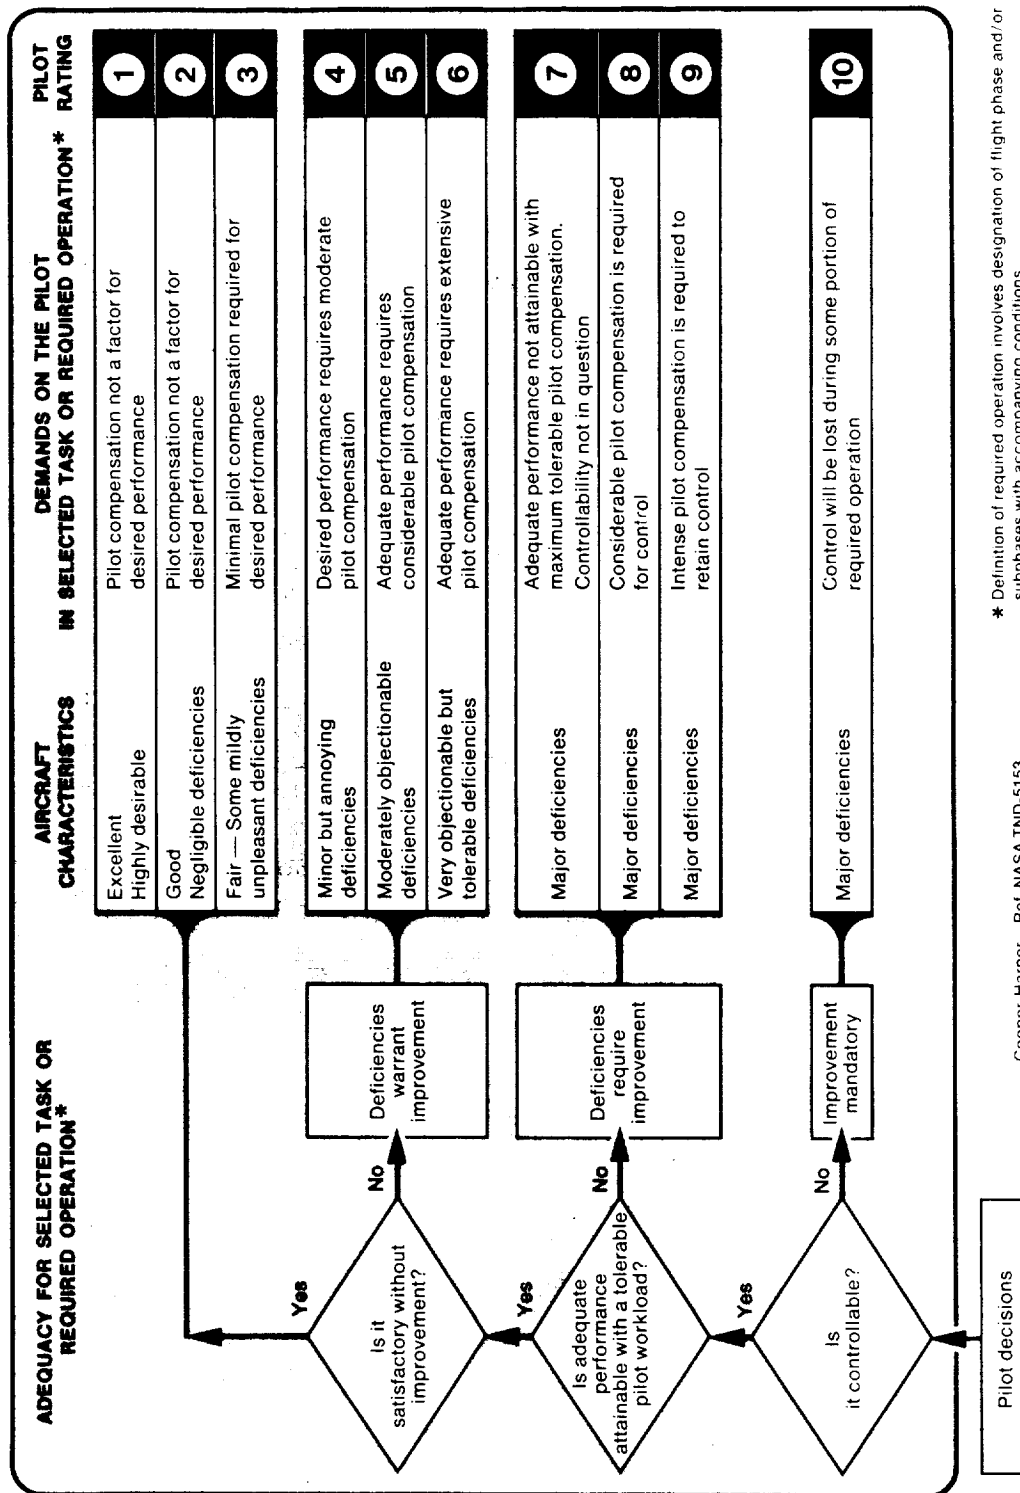 ADEQUACY FOR SELECTED TASK OR
REQUIRED OPERATION*
AIRCRAFT
CHARACTERISTICS
DEMANDS ON THE PILOT
IN SELECTED TASK OR REQUIRED OPERATION*
PILOT
RATING
Excellent
Highly desirable
Pilot compensation not a factor for
desired performance
1
Good
Negligible deficiencies
Pilot compensation not a factor for
desired performance
2
Fair — Some mildly
unpleasant deficiencies
Minimal pilot compensation required for
desired performance
3
Yes
Is it
satisfactory without
improvement?
No
Deficiencies
warrant
improvement
Minor but annoying
deficiencies
Desired performance requires moderate
pilot compensation
4
Moderately objectionable
deficiencies
Adequate performance requires
considerable pilot compensation
5
Very objectionable but
tolerable deficiencies
Adequate performance requires extensive
pilot compensation
6
Yes
Is adequate
performance
attainable with a tolerable
pilot workload?
No
Deficiencies
require
improvement
Major deficiencies
Adequate performance not attainable with
maximum tolerable pilot compensation.
Controllability not in question
7
Major deficiencies
Considerable pilot compensation is required
for control
8
Major deficiencies
Intense pilot compensation is required to
retain control
9
Yes
Is
it controllable?
No
Improvement
mandatory
Major deficiencies
Control will be lost during some portion of
required operation
10
Pilot decisions
Cooper-Harper Ref. NASA TND-5153
* Definition of required operation involves designation of flight phase and/or
subphases with accompanying conditions